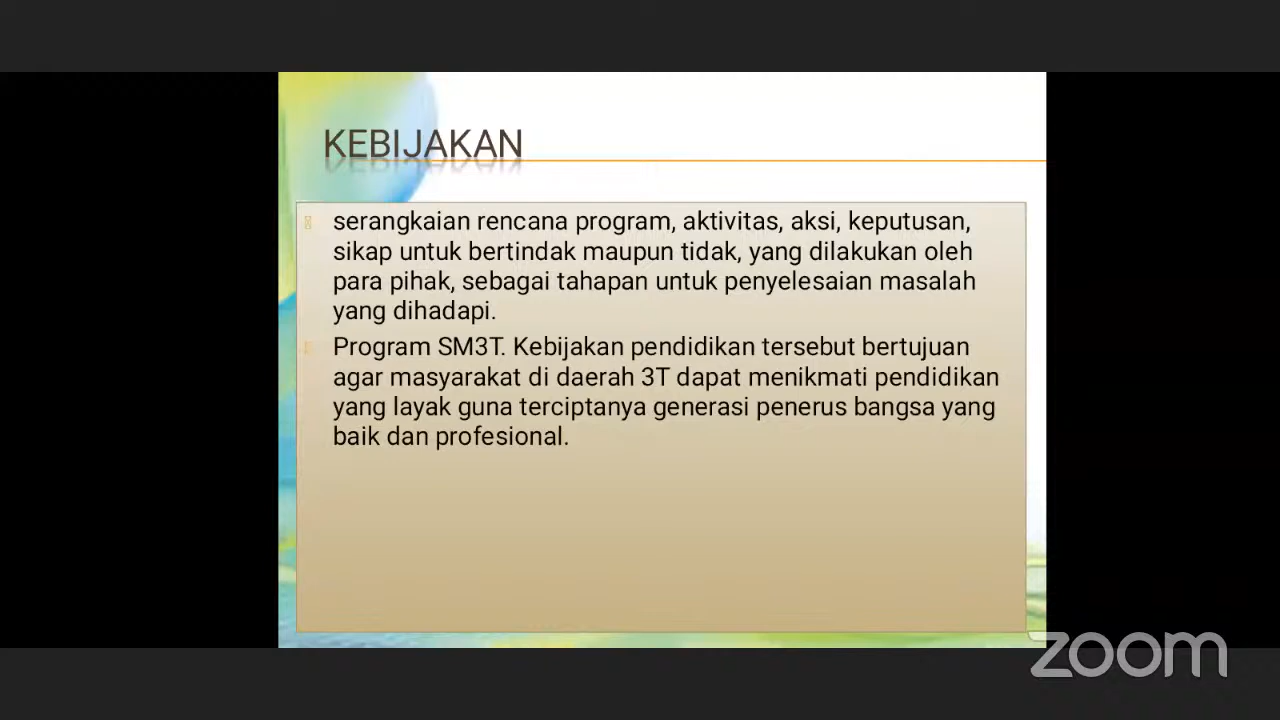 KEBIJAKAN
serangkaian rencana program, aktivitas, aksi, keputusan,
sikap untuk bertindak maupun tidak, yang dilakukan oleh
para pihak, sebagai tahapan untuk penyelesaian masalah
yang dihadapi.
Program SM3T. Kebijakan pendidikan tersebut bertujuan
agar masyarakat di daerah 3T dapat menikmati pendidikan
yang layak guna terciptanya generasi penerus bangsa yang
baik dan profesional.
zoom